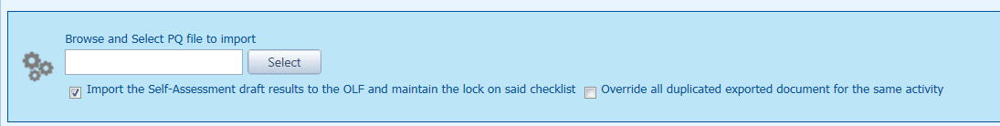 Browse and Select PQ file to import
Select
Import the Self-Assessment draft results to the OLF and maintain the lock on said checklist Override all duplicated exported document for the same activity